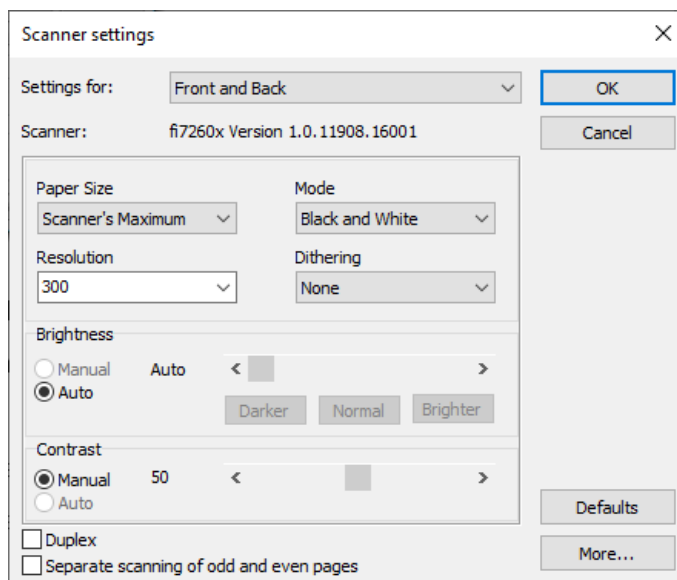 Scanner settings
Settings for: Front and Back OK
Scanner: fi7260x Version 1.0.11908.16001 Cancel
Paper Size Mode
Scanner's Maximum Black and White
Resolution Dithering
300 None
Brightness
Manual Auto
Auto
Darker Normal Brighter
Contrast
Manual 50
Auto
Defaults
Duplex
More...
Separate scanning of odd and even pages